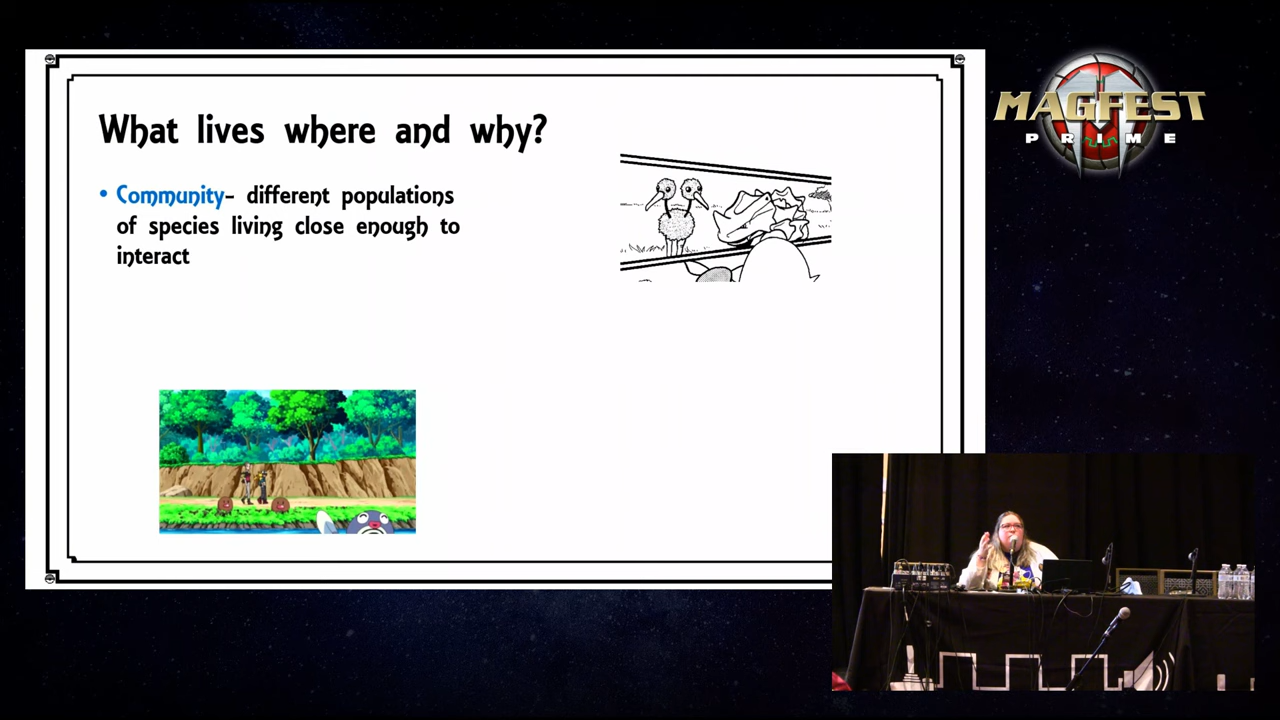 What lives where and why?
• Community- different populations
of species living close enough to
interact
MAGFEST
PRIME